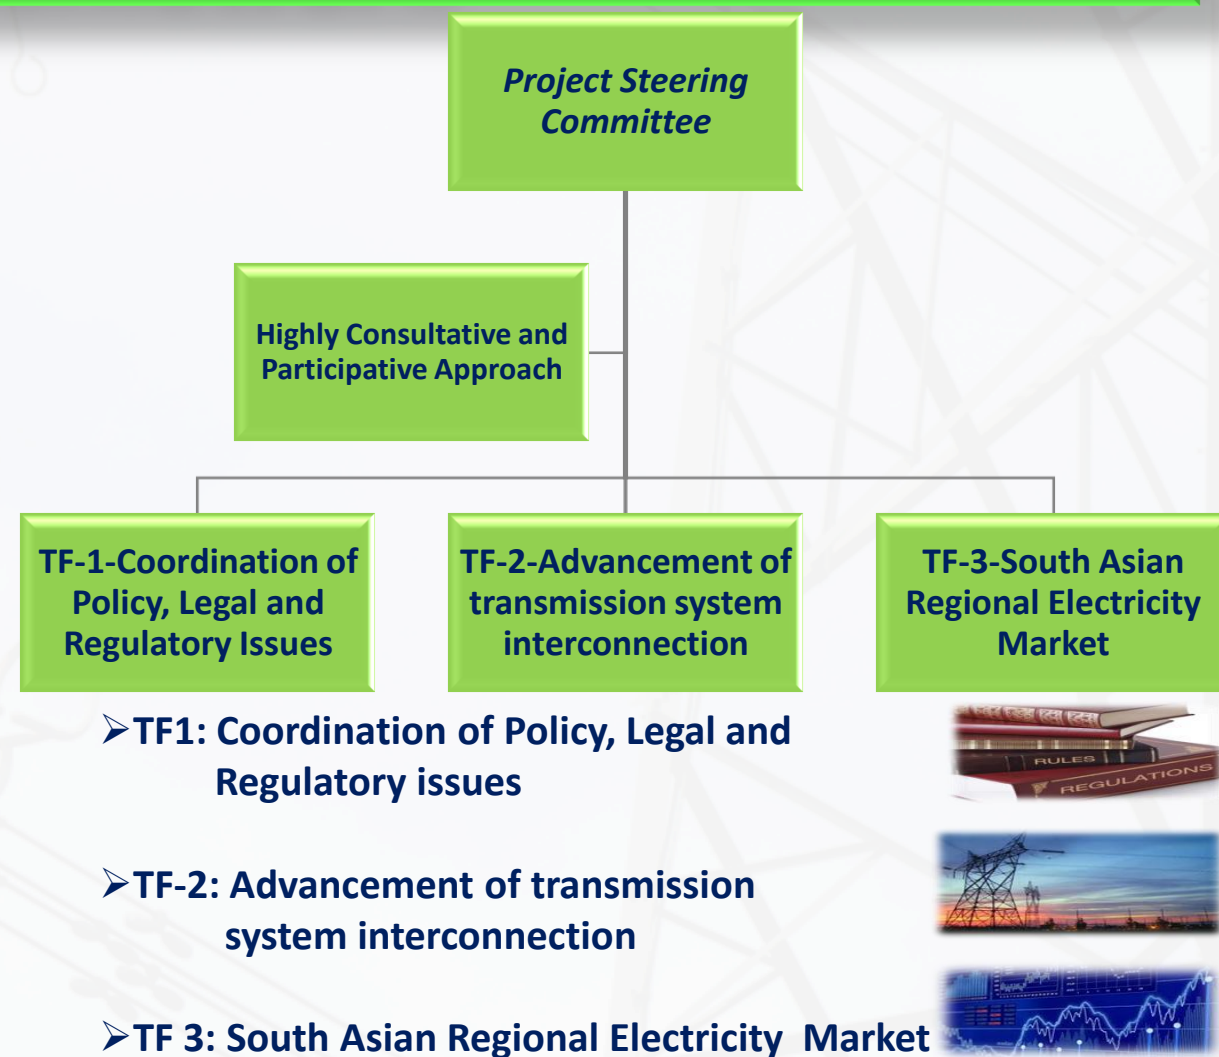 Project Steering
Committee
Highly Consultative and
Participative Approach
TF-1-Coordination of
Policy, Legal and
Regulatory Issues
TF-2-Advancement of
transmission system
interconnection
TF-3-South Asian
Regional Electricity
Market
➢TF1: Coordination of Policy, Legal and
Regulatory issues
RULES
REGULATIONS
➢TF-2: Advancement of transmission
system interconnection
➢TF 3: South Asian Regional Electricity Market